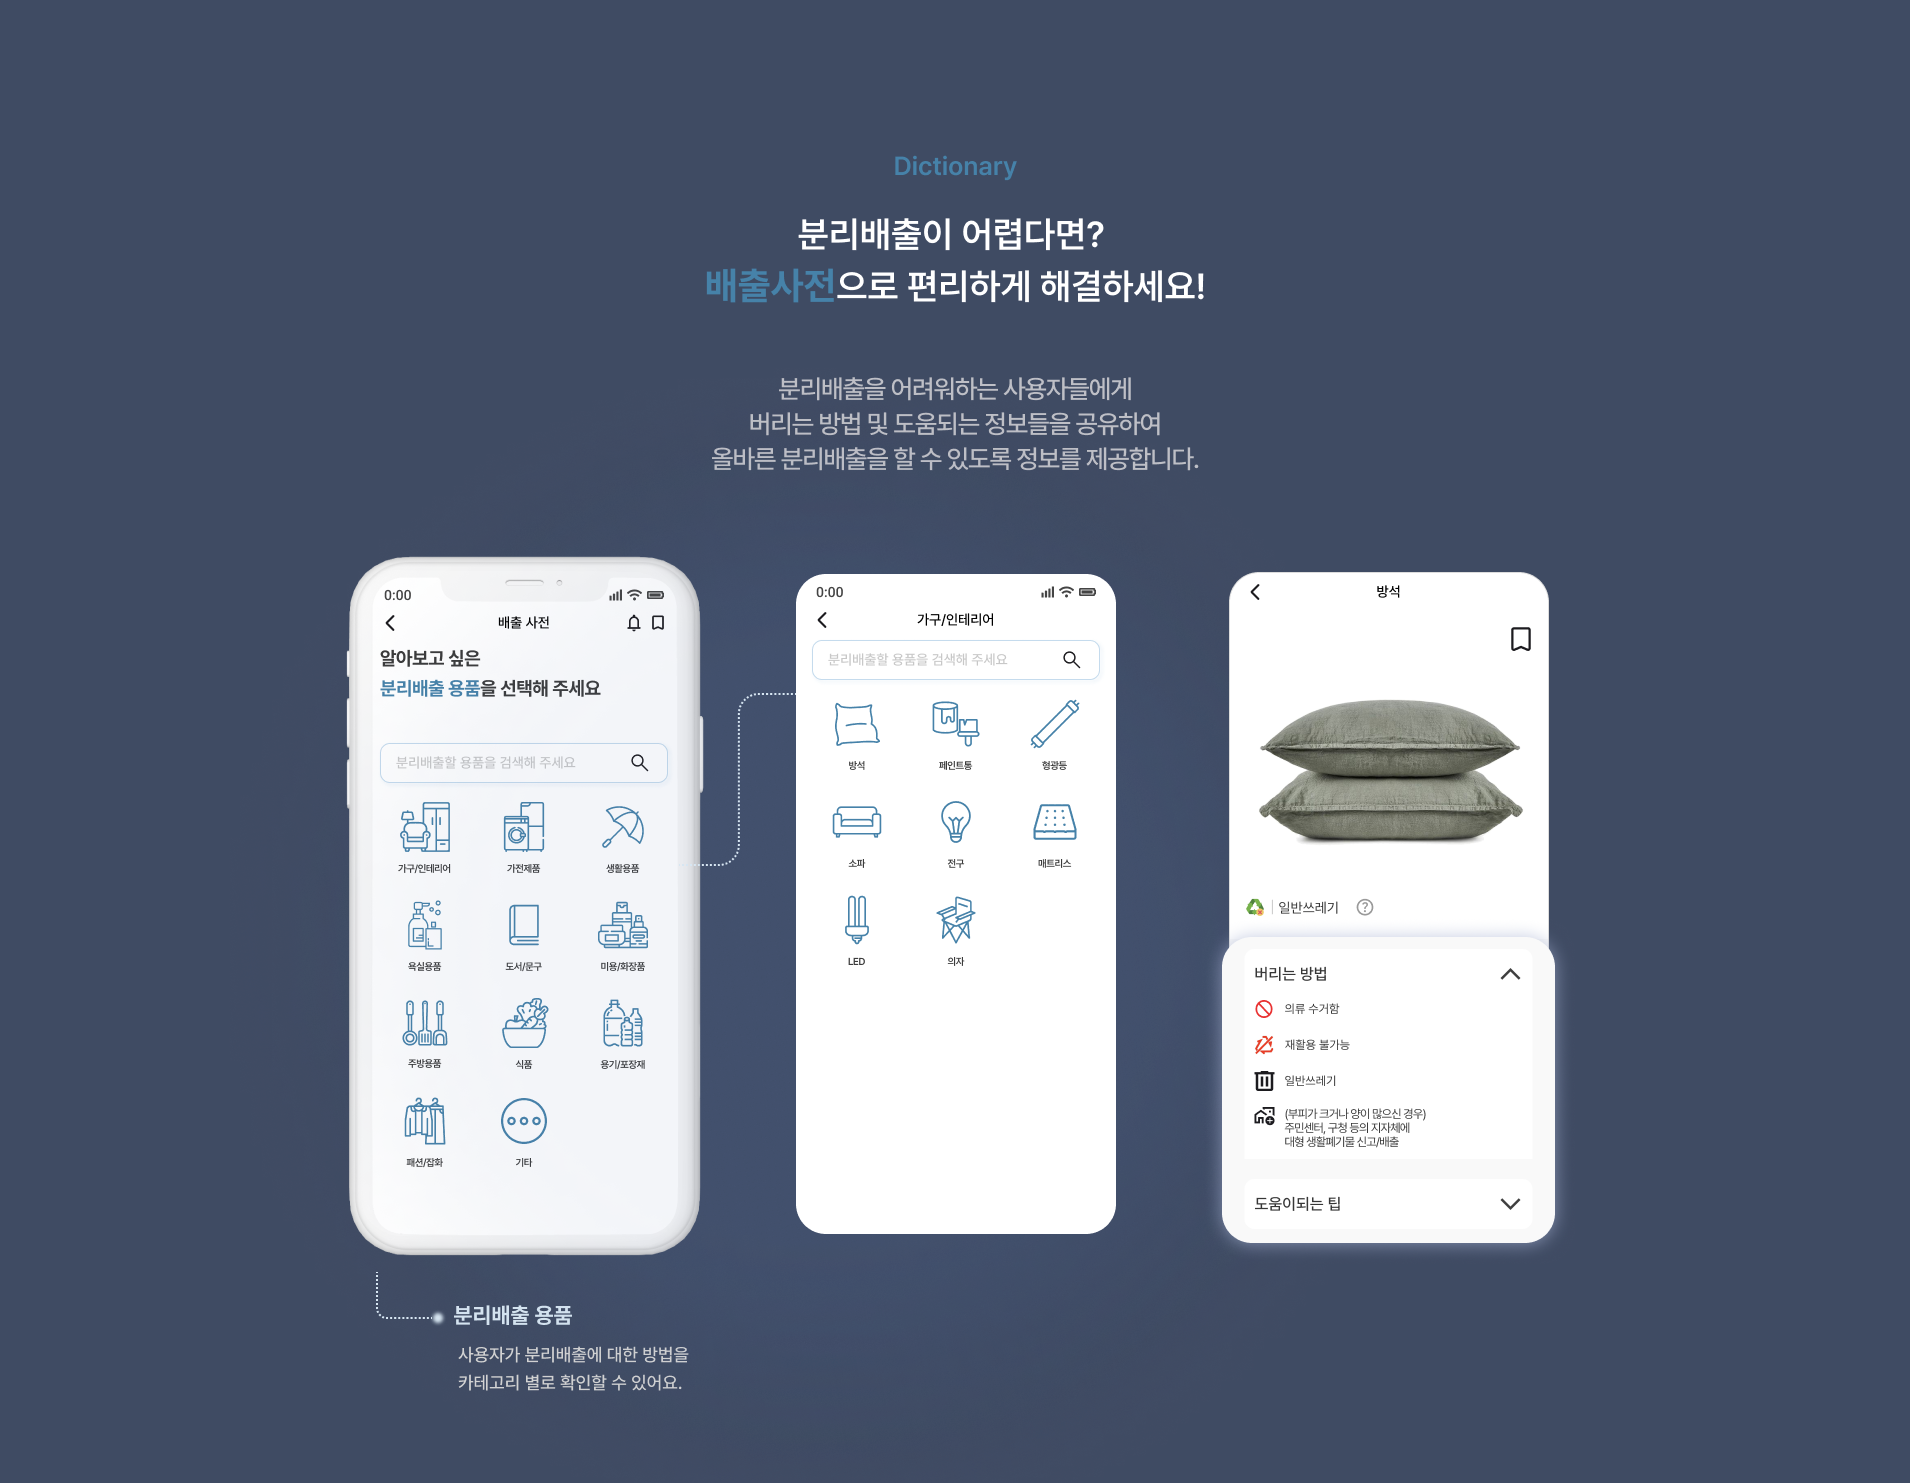 Dictionary
분리배출이 어렵다면?
배출사전으로 편리하게 해결하세요!
분리배출을 어려워하는 사용자들에게
버리는 방법 및 도움되는 정보들을 공유하여
올바른 분리배출을 할 수 있도록 정보를 제공합니다.
0:00
배출 사전
알아보고 싶은
분리배출 용품을 선택해 주세요
분리배출할 용품을 검색해 주세요
가구/인테리어
가전제품
생활용품
욕실용품
도서/문구
미용/화장품
주방용품
식품
용기/포장재
패션/잡화
기타
0:00
가구/인테리어
분리배출할 용품을 검색해 주세요
방석
페인트통
형광등
소파
전구
매트리스
LED
의자
방석
일반쓰레기
?
버리는 방법
의류 수거함
재활용 불가능
일반쓰레기
(부피가 크거나 양이 많으신 경우)
주민센터, 구청 등의 지자체에
대형 생활폐기물 신고/배출
도움이되는 팁
분리배출 용품
사용자가 분리배출에 대한 방법을
카테고리 별로 확인할 수 있어요.